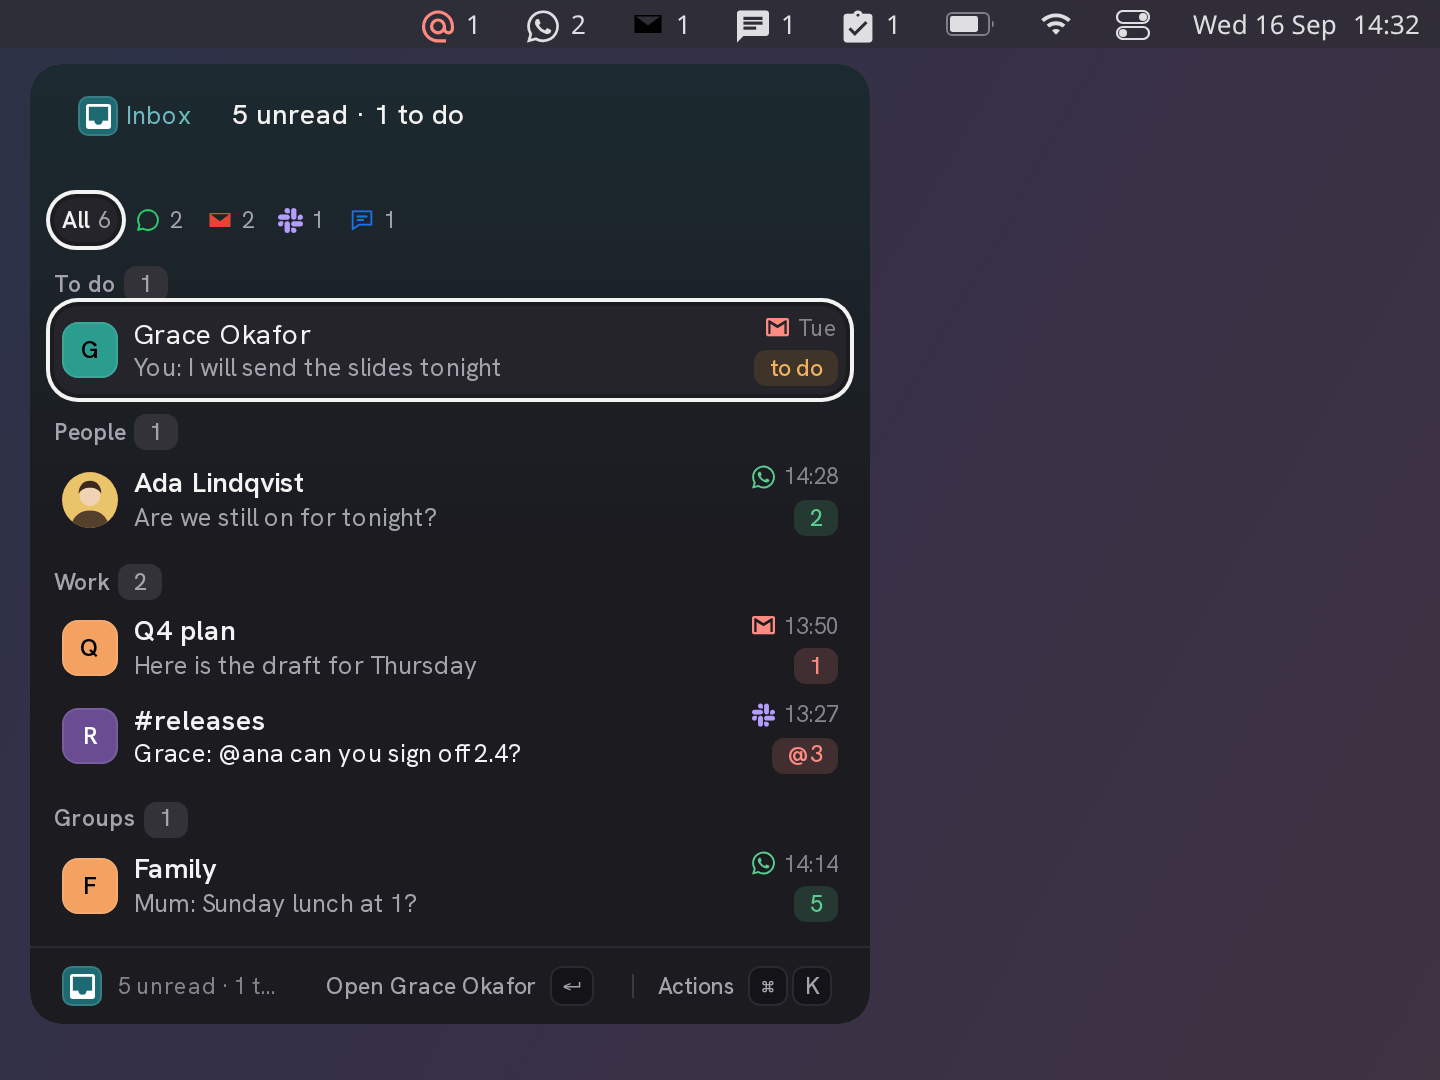 1 2 1 1 1 Wed 16 Sep 14:32
Inbox 5 unread · 1 to do
All 6 2 2 1 1
To do 1
G Grace Okafor Tue
You: I will send the slides tonight to do
People 1
Ada Lindqvist 14:28
Are we still on for tonight? 2
Work 2
Q Q4 plan 13:50
Here is the draft for Thursday 1
R #releases 13:27
Grace: @ana can you sign off 2.4? @3
Groups 1
F Family 14:14
Mum: Sunday lunch at 1? 5
5 unread · 1 t… Open Grace Okafor ↵ Actions ⌘ K